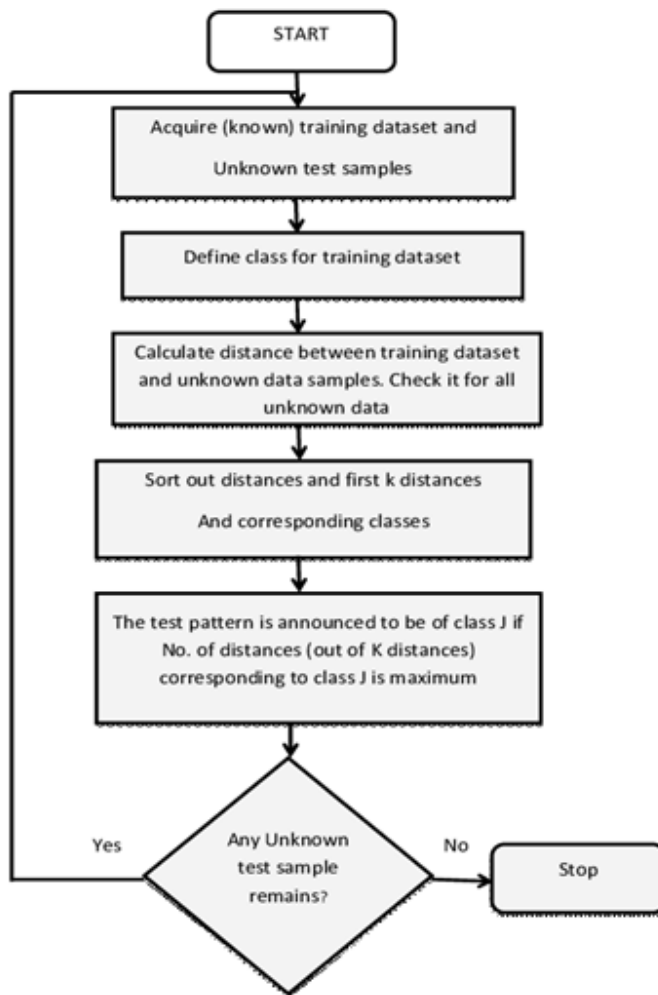 START
Acquire (known) training dataset and
Unknown test samples
Define class for training dataset
Calculate distance between training dataset
and unknown data samples. Check it for all
unknown data
Sort out distances and first k distances
And corresponding classes
The test pattern is announced to be of class J if
No. of distances (out of K distances)
corresponding to class J is maximum
Yes
Any Unknown
test sample
remains?
No
Stop